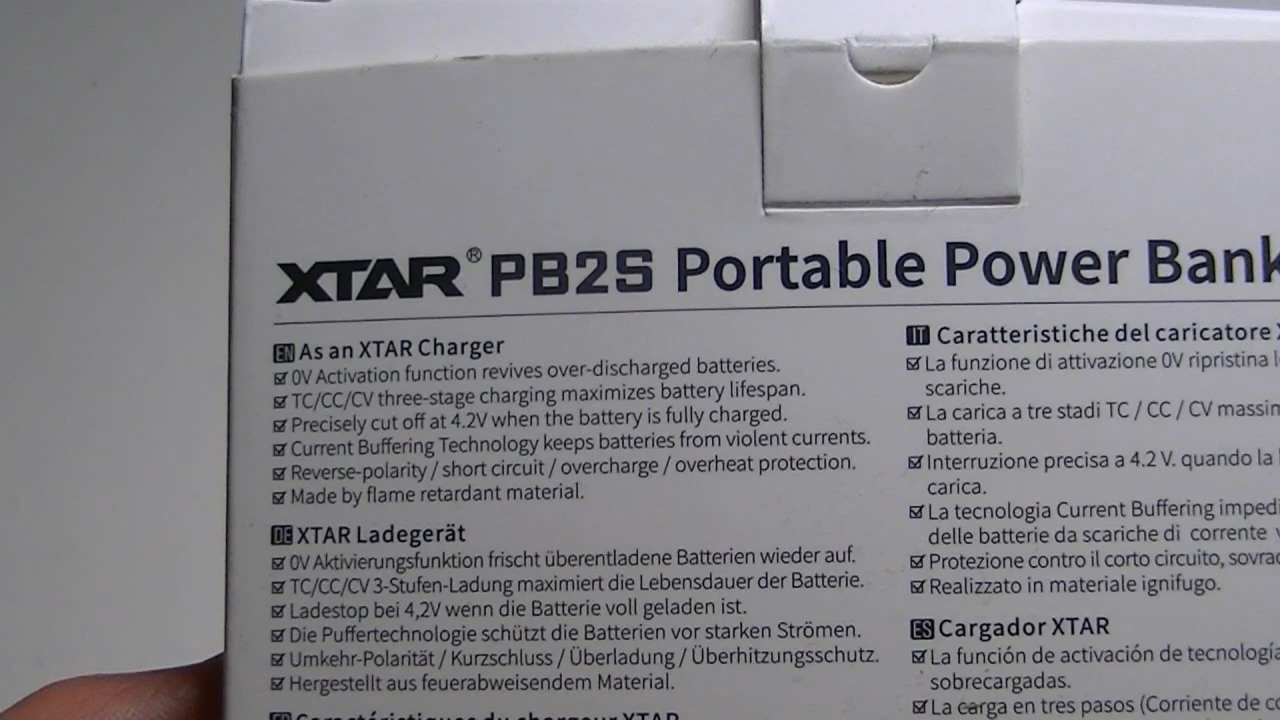 XTAR® PB2S Portable Power Bank
EN As an XTAR Charger
0V Activation function revives over-discharged batteries.
TC/CC/CV three-stage charging maximizes battery lifespan.
Precisely cut off at 4.2V when the battery is fully charged.
Current Buffering Technology keeps batteries from violent currents.
Reverse-polarity / short circuit / overcharge / overheat protection.
Made by flame retardant material.
DE XTAR Ladegerät
0V Aktivierungsfunktion frischt überentladene Batterien wieder auf.
TC/CC/CV 3-Stufen-Ladung maximiert die Lebensdauer der Batterie.
Ladestop bei 4,2V wenn die Batterie voll geladen ist.
Die Puffertechnologie schützt die Batterien vor starken Strömen.
Umkehr-Polarität / Kurzschluss / Überladung / Überhitzungsschutz.
Hergestellt aus feuerabweisendem Material.
Caractéristiques du chargeur XTAR
IT Caratteristiche del caricatore
La funzione di attivazione 0V ripristina
scariche.
La carica a tre stadi TC / CC / CV
batteria.
Interruzione precisa a 4.2 V. quando la
carica.
La tecnologia Current Buffering
delle batterie da scariche di corrente
Protezione contro il corto circuito,
Realizzato in materiale ignifugo.
ES Cargador XTAR
La función de activación de
sobrecargadas.
La carga en tres pasos (Corriente de